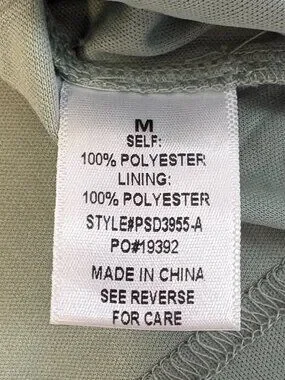 M
SELF:
100% POLYESTER
LINING:
100% POLYESTER
STYLE#PSD3955-A
PO#19392
MADE IN CHINA
SEE REVERSE
FOR CARE